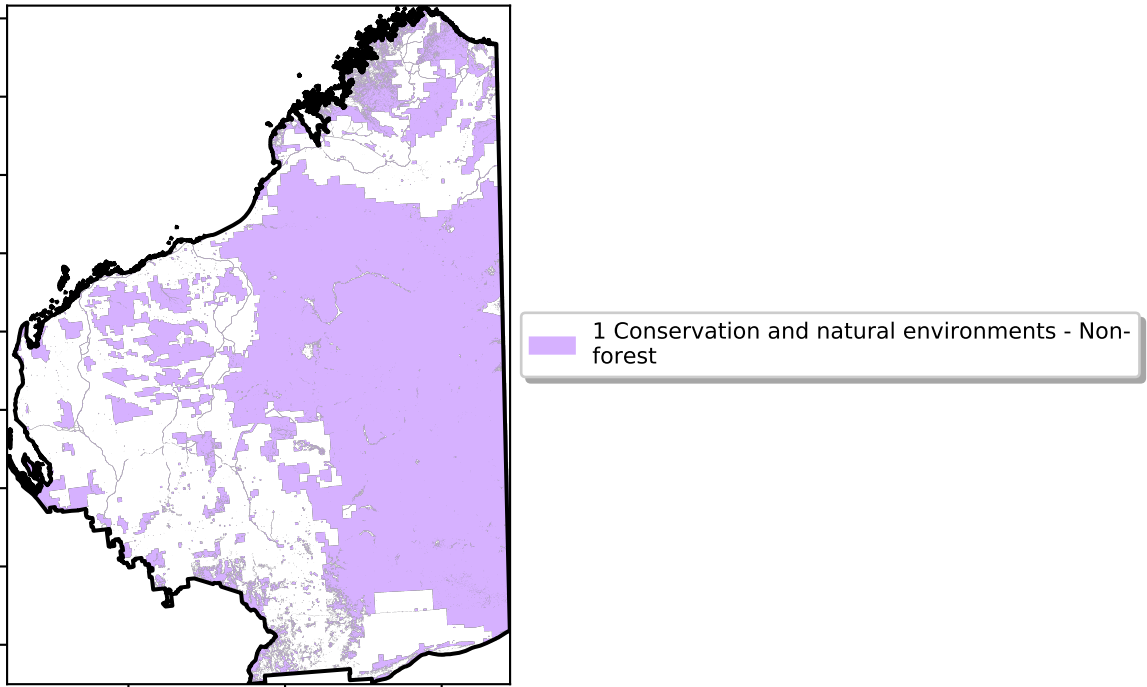 1 Conservation and natural environments - Non-
forest